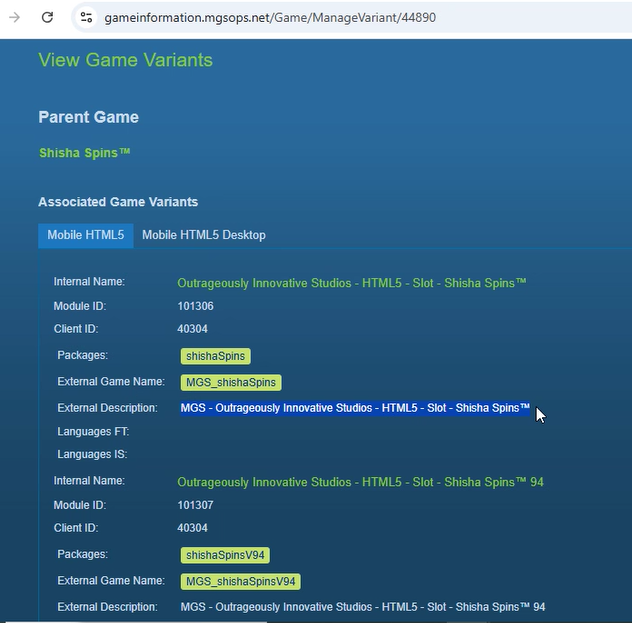 gameinformation.mgsops.net/Game/ManageVariant/44890
View Game Variants
Parent Game
Shisha Spins™
Associated Game Variants
Mobile HTML5 Mobile HTML5 Desktop
Internal Name: Outrageously Innovative Studios - HTML5 - Slot - Shisha Spins™
Module ID: 101306
Client ID: 40304
Packages: shishaSpins
External Game Name: MGS_shishaSpins
External Description: MGS - Outrageously Innovative Studios - HTML5 - Slot - Shisha Spins™
Languages FT:
Languages IS:
Internal Name: Outrageously Innovative Studios - HTML5 - Slot - Shisha Spins™ 94
Module ID: 101307
Client ID: 40304
Packages: shishaSpinsV94
External Game Name: MGS_shishaSpinsV94
External Description: MGS - Outrageously Innovative Studios - HTML5 - Slot - Shisha Spins™ 94